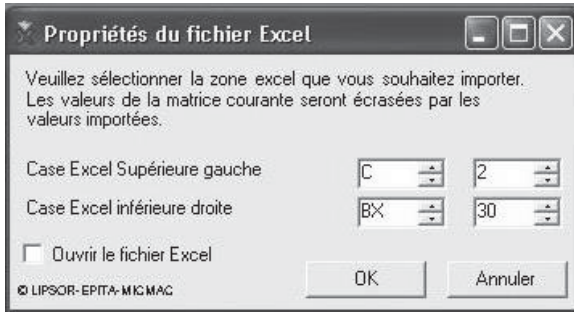 Propriétés du fichier Excel
Veuillez sélectionner la zone excel que vous souhaitez importer.
Les valeurs de la matrice courante seront écrasées par les
valeurs importées.
Case Excel Supérieure gauche C 2
Case Excel inférieure droite BX 30
Ouvrir le fichier Excel
OK Annuler
© LIPSOR-EPITA-MICMAC